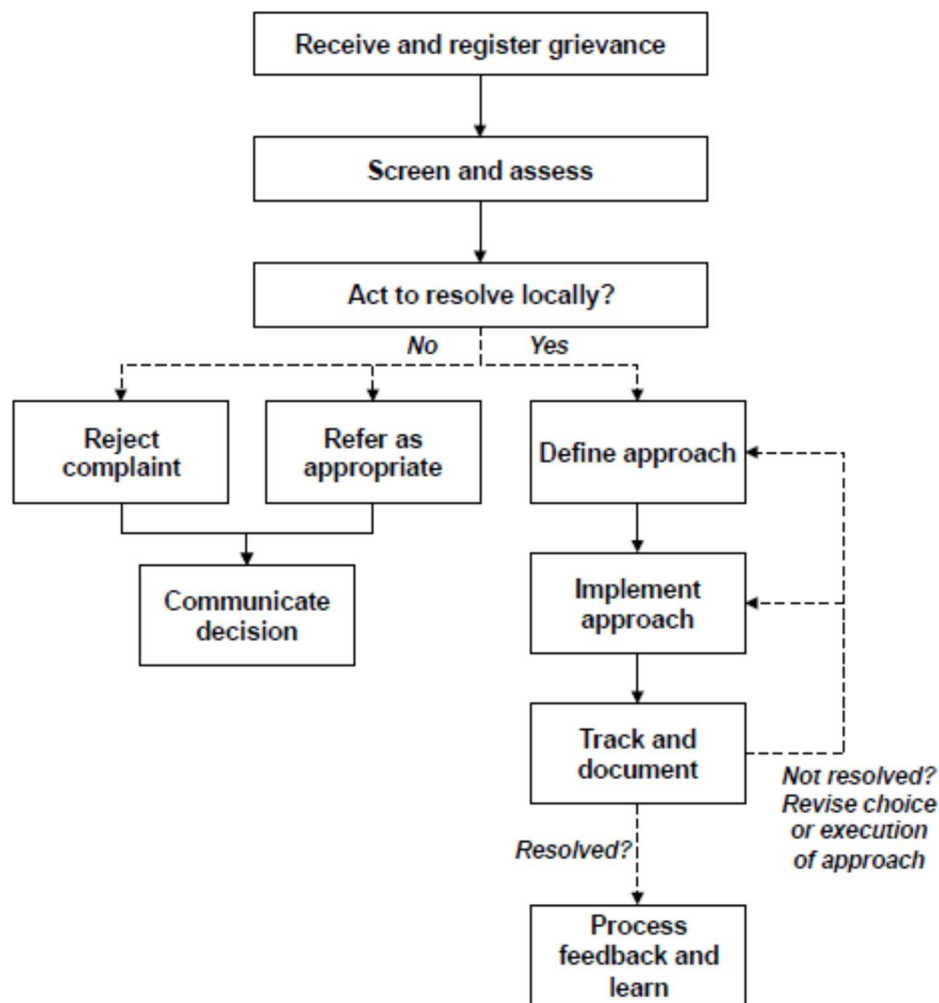 Receive and register grievance
Screen and assess
Act to resolve locally?
No
Yes
Reject
complaint
Refer as
appropriate
Define approach
Communicate
decision
Implement
approach
Track and
document
Not resolved?
Revise choice
or execution
of approach
Resolved?
Process
feedback and
learn